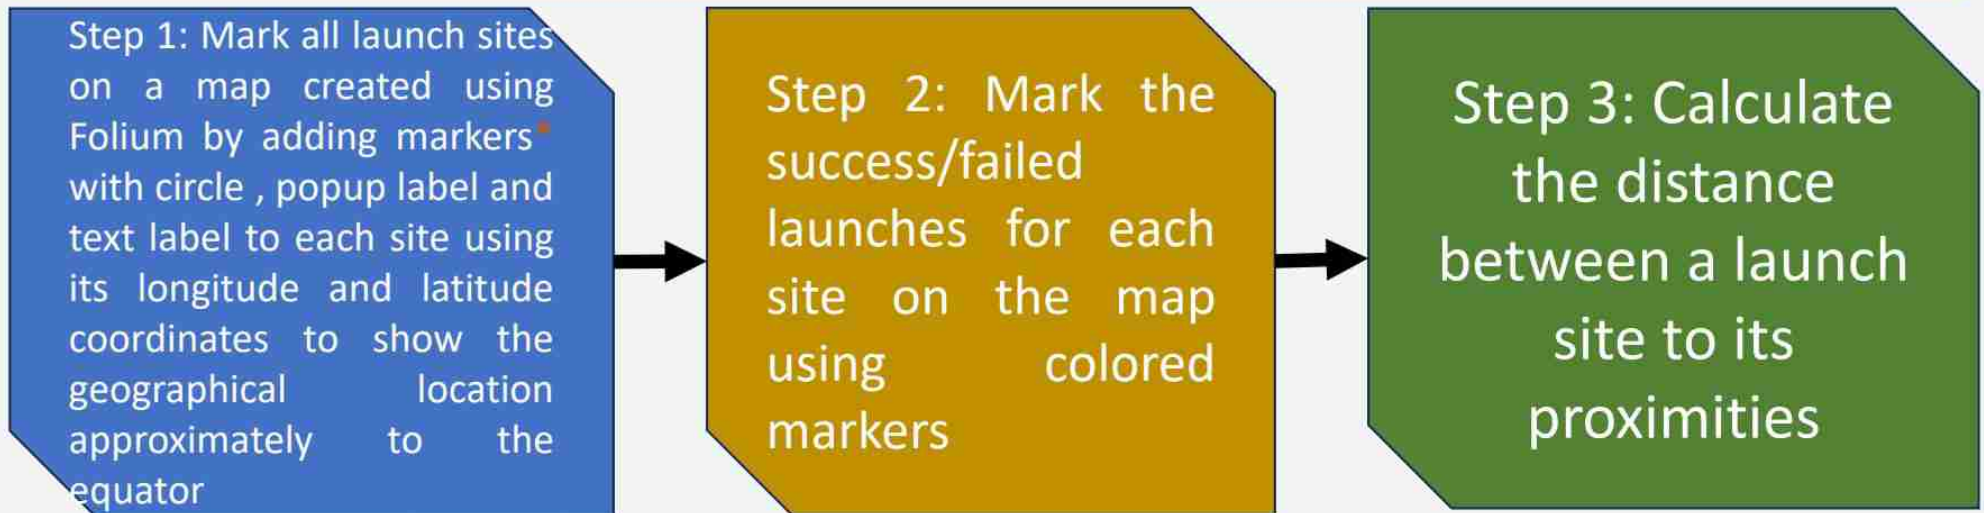 Step 1: Mark all launch sites
on a map created using
Folium by adding markers*
with circle , popup label and
text label to each site using
its longitude and latitude
coordinates to show the
geographical location
approximately to the
equator
Step 2: Mark the
success/failed
launches for each
site on the map
using colored
markers
Step 3: Calculate
the distance
between a launch
site to its
proximities